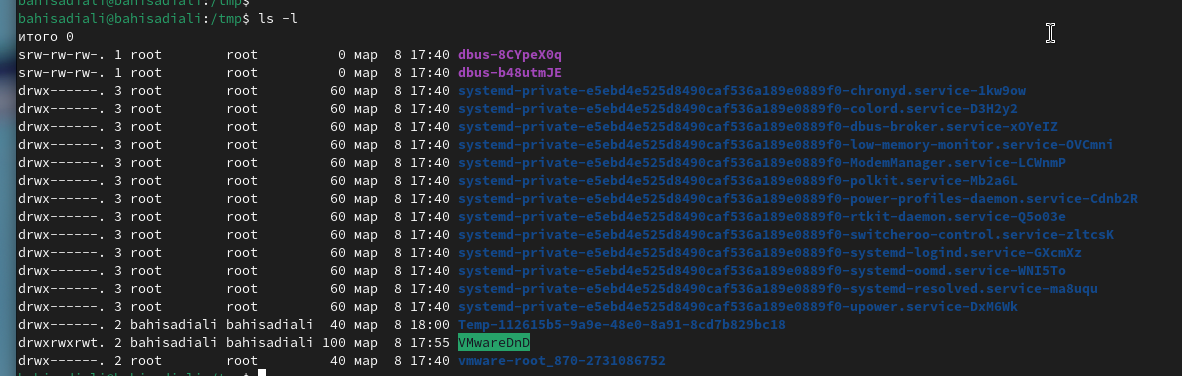 bahisadiali@bahisadiali:/tmp$
bahisadiali@bahisadiali:/tmp$ ls -l
итого 0
srw-rw-rw-. 1 root        root          0 мар  8 17:40 dbus-8CYpeX0q
srw-rw-rw-. 1 root        root          0 мар  8 17:40 dbus-b48utmJE
drwx------. 3 root        root         60 мар  8 17:40 systemd-private-e5ebd4e525d8490caf536a189e0889f0-chronyd.service-1kw9ow
drwx------. 3 root        root         60 мар  8 17:40 systemd-private-e5ebd4e525d8490caf536a189e0889f0-colord.service-D3H2y2
drwx------. 3 root        root         60 мар  8 17:40 systemd-private-e5ebd4e525d8490caf536a189e0889f0-dbus-broker.service-xOYeIZ
drwx------. 3 root        root         60 мар  8 17:40 systemd-private-e5ebd4e525d8490caf536a189e0889f0-low-memory-monitor.service-OVCmni
drwx------. 3 root        root         60 мар  8 17:40 systemd-private-e5ebd4e525d8490caf536a189e0889f0-ModemManager.service-LCWnmP
drwx------. 3 root        root         60 мар  8 17:40 systemd-private-e5ebd4e525d8490caf536a189e0889f0-polkit.service-Mb2a6L
drwx------. 3 root        root         60 мар  8 17:40 systemd-private-e5ebd4e525d8490caf536a189e0889f0-power-profiles-daemon.service-Cdnb2R
drwx------. 3 root        root         60 мар  8 17:40 systemd-private-e5ebd4e525d8490caf536a189e0889f0-rtkit-daemon.service-Q5o03e
drwx------. 3 root        root         60 мар  8 17:40 systemd-private-e5ebd4e525d8490caf536a189e0889f0-switcheroo-control.service-zltcsK
drwx------. 3 root        root         60 мар  8 17:40 systemd-private-e5ebd4e525d8490caf536a189e0889f0-systemd-logind.service-GXcmXz
drwx------. 3 root        root         60 мар  8 17:40 systemd-private-e5ebd4e525d8490caf536a189e0889f0-systemd-oomd.service-WNI5To
drwx------. 3 root        root         60 мар  8 17:40 systemd-private-e5ebd4e525d8490caf536a189e0889f0-systemd-resolved.service-ma8uqu
drwx------. 3 root        root         60 мар  8 17:40 systemd-private-e5ebd4e525d8490caf536a189e0889f0-upower.service-DxM6Wk
drwx------. 2 bahisadiali bahisadiali  40 мар  8 18:00 Temp-112615b5-9a9e-48e0-8a91-8cd7b829bc18
drwxrwxrwt. 2 bahisadiali bahisadiali 100 мар  8 17:55 VMwareDnD
drwx------. 2 root        root         40 мар  8 17:40 vmware-root_870-2731086752
bahisadiali@bahisadiali:/tmp$